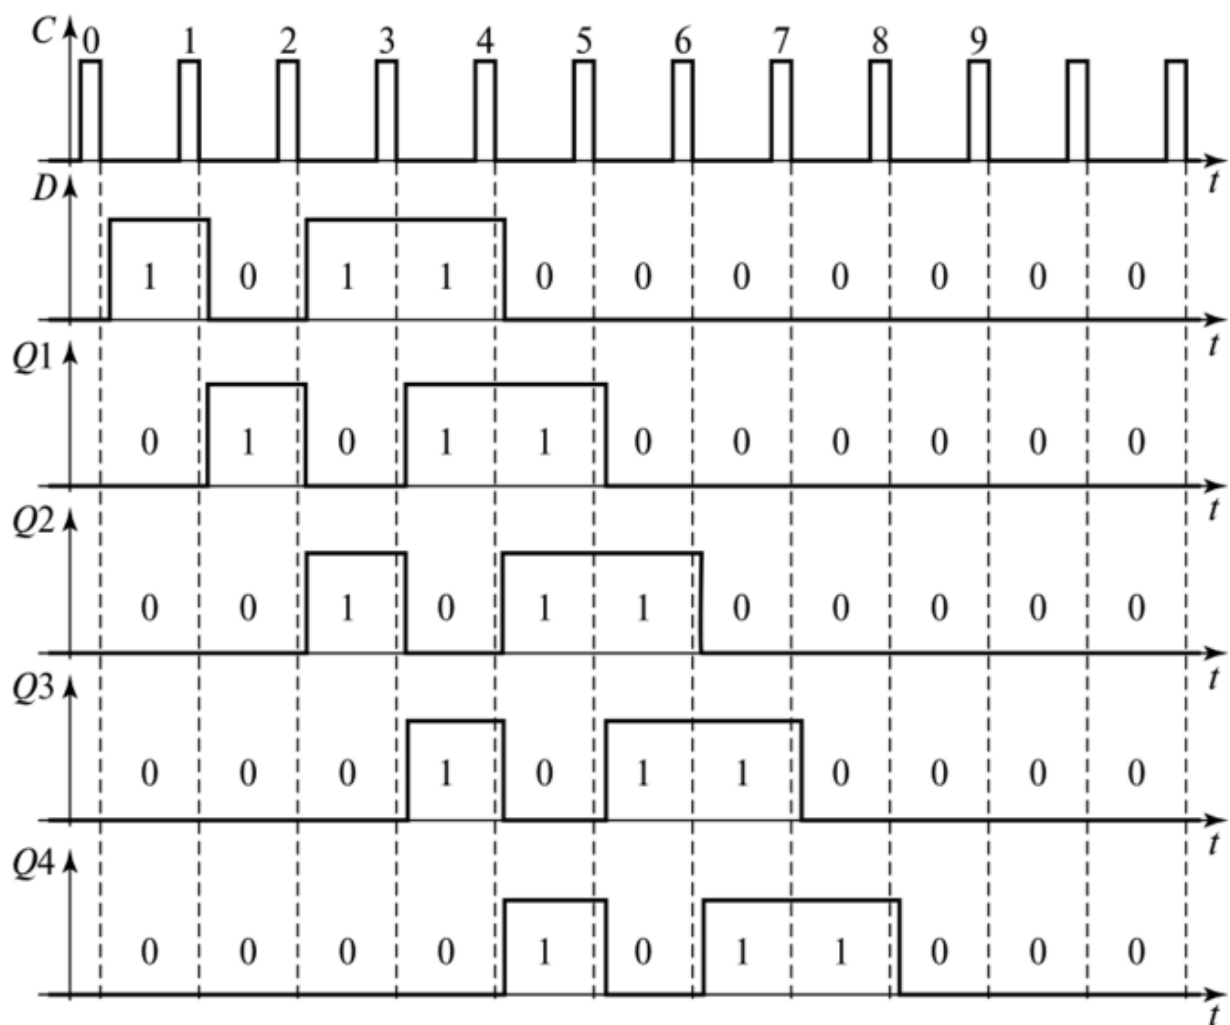 C 0 1 2 3 4 5 6 7 8 9
t
D
1 0 1 1 0 0 0 0 0 0 0
t
Q1
0 1 0 1 1 0 0 0 0 0 0
t
Q2
0 0 1 0 1 1 0 0 0 0 0
t
Q3
0 0 0 1 0 1 1 0 0 0 0
t
Q4
0 0 0 0 1 0 1 1 0 0 0
t